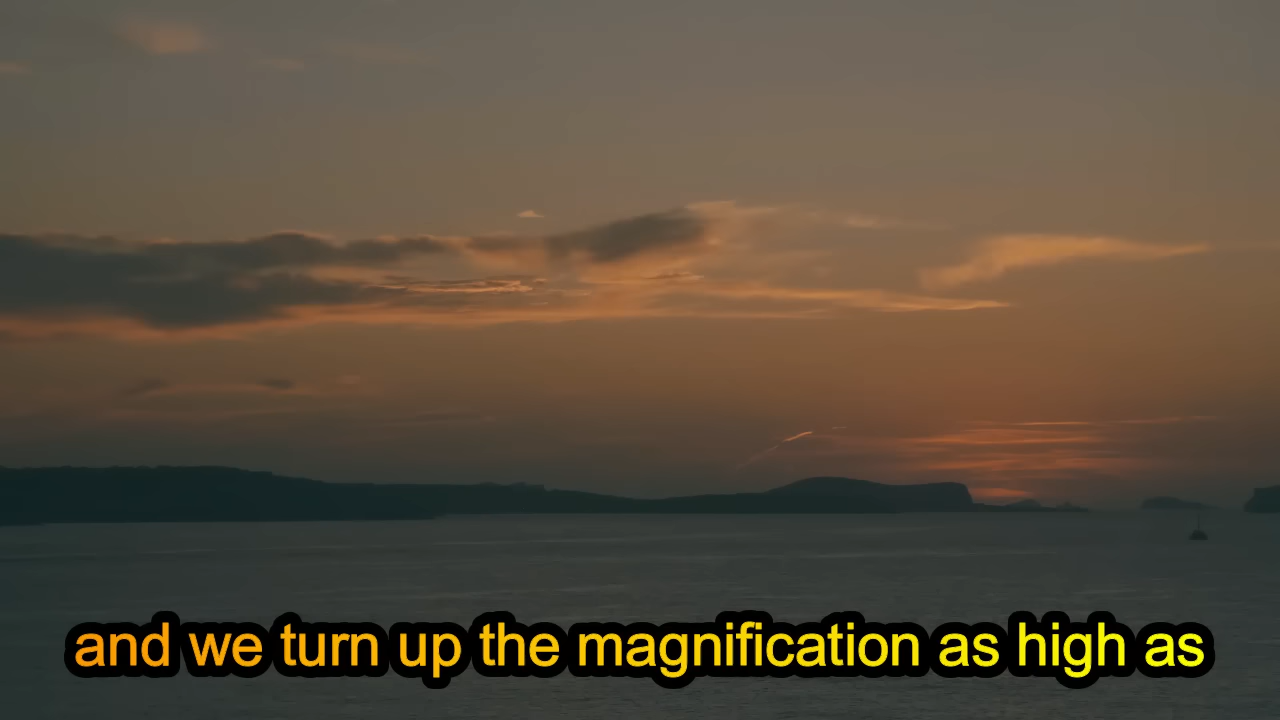 and we turn up the magnification as high as